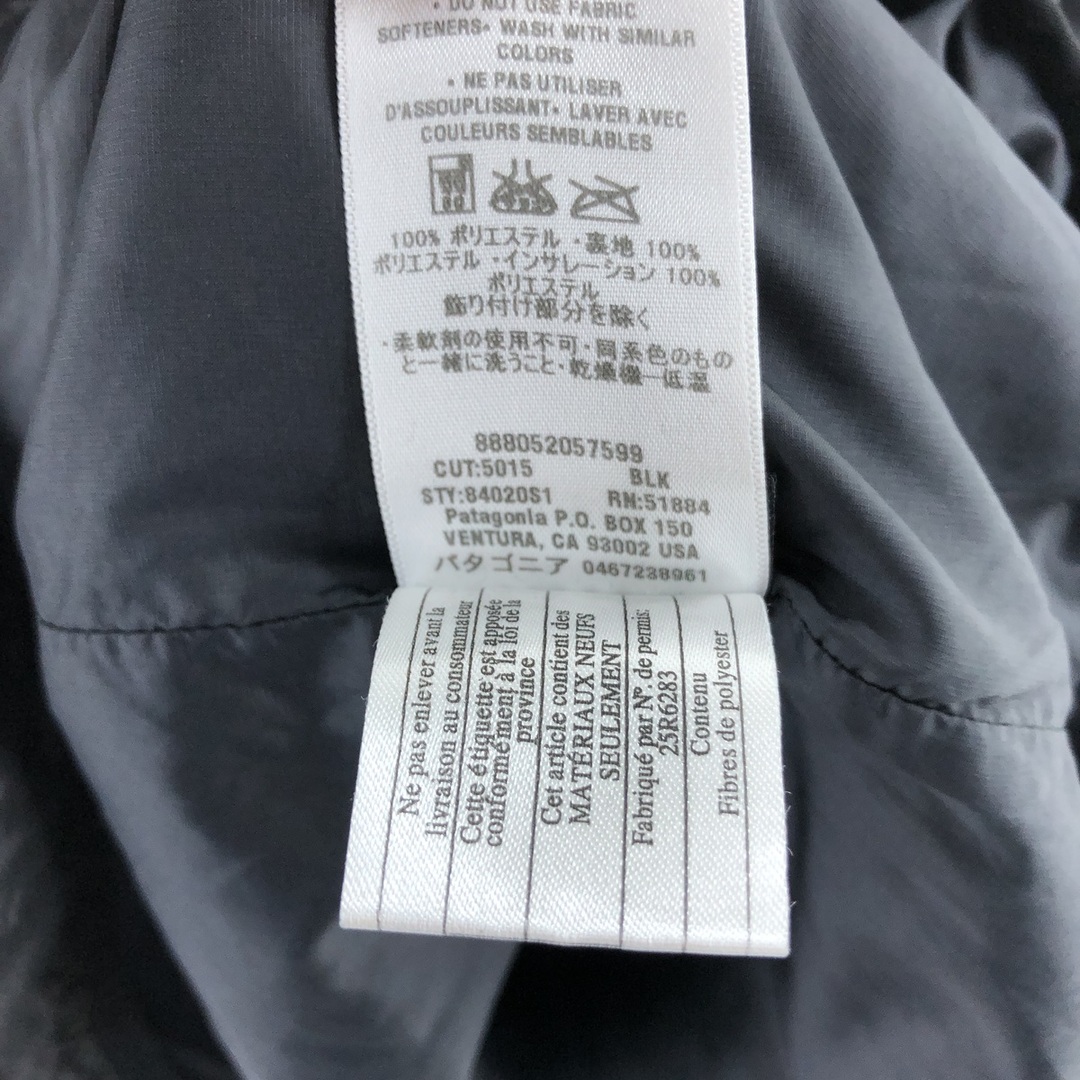 • DO NOT USE FABRIC
SOFTENERS• WASH WITH SIMILAR
COLORS
• NE PAS UTILISER
D'ASSOUPLISSANT• LAVER AVEC
COULEURS SEMBLABLES
100% ポリエステル ・裏地 100%
ポリエステル ・インサレーション 100%
ポリエステル
飾り付け部分を除く
・柔軟剤の使用不可・同系色のもの
と一緒に洗うこと・乾燥機ー低温
888052057599
CUT:5015 BLK
STY:84020S1 RN:51884
Patagonia P.O. BOX 150
VENTURA, CA 93002 USA
パタゴニア 0467238961
Ne pas enlever avant la
livraison au consommateur
Cette étiquette est apposée
conformément à la loi de la
province
Cet article contient des
MATÉRIAUX NEUFS
SEULEMENT
Fabriqué par Nº. de permis:
25R6283
Contenu
Fibres de polyester